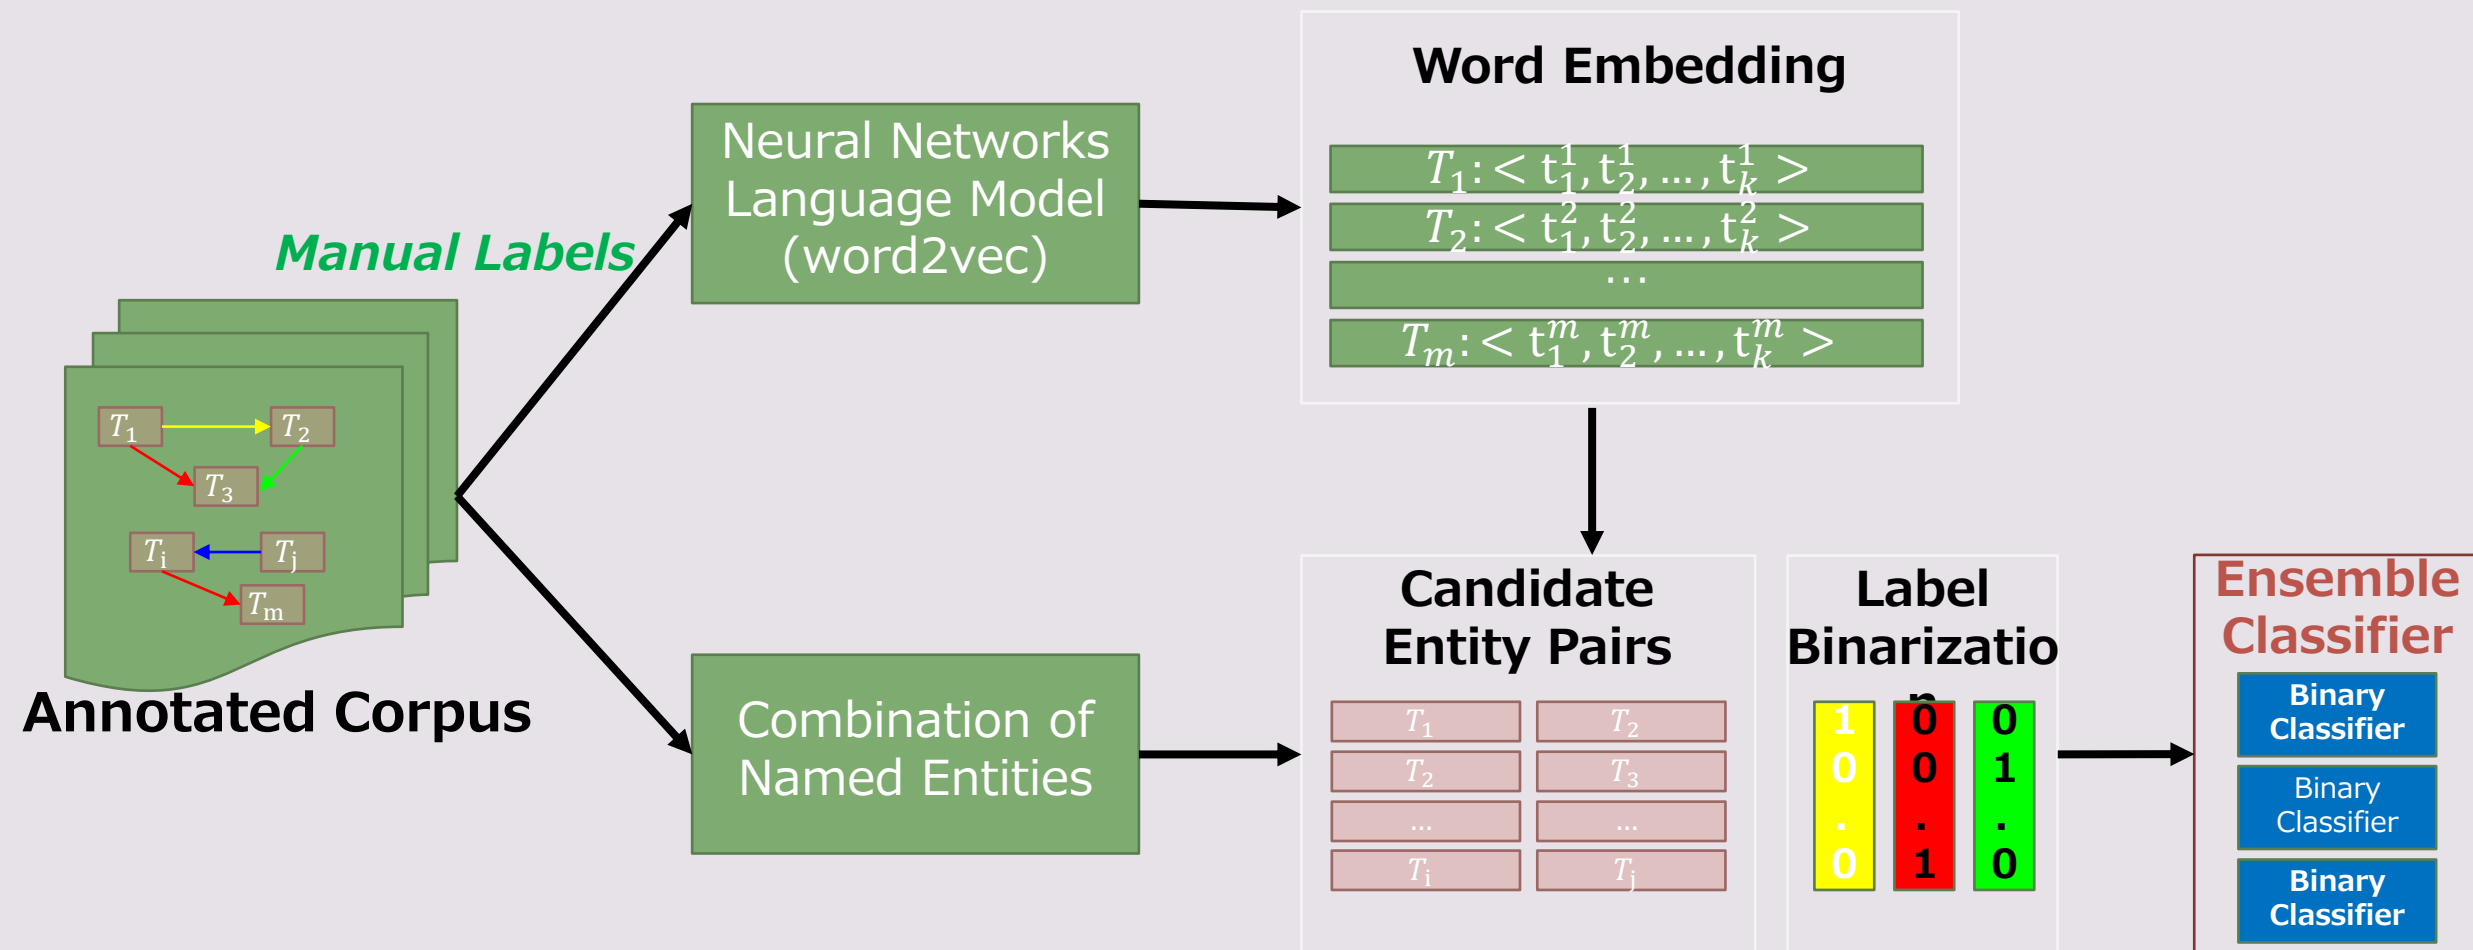 Manual Labels
T₁
T₂
T₃
Tᵢ
Tⱼ
Tₘ
Annotated Corpus
Neural Networks
Language Model
(word2vec)
Combination of
Named Entities
Word Embedding
T₁: < t₁¹, t₂¹, ..., tₖ¹ >
T₂: < t₁², t₂², ..., tₖ² >
...
Tₘ: < t₁ᵐ, t₂ᵐ, ..., tₖᵐ >
Candidate
Entity Pairs
T₁ T₂
T₂ T₃
... ...
Tᵢ Tⱼ
Label
Binarizatio
n
1 0 0
0 0 1
. . .
0 1 0
Ensemble
Classifier
Binary
Classifier
Binary
Classifier
Binary
Classifier